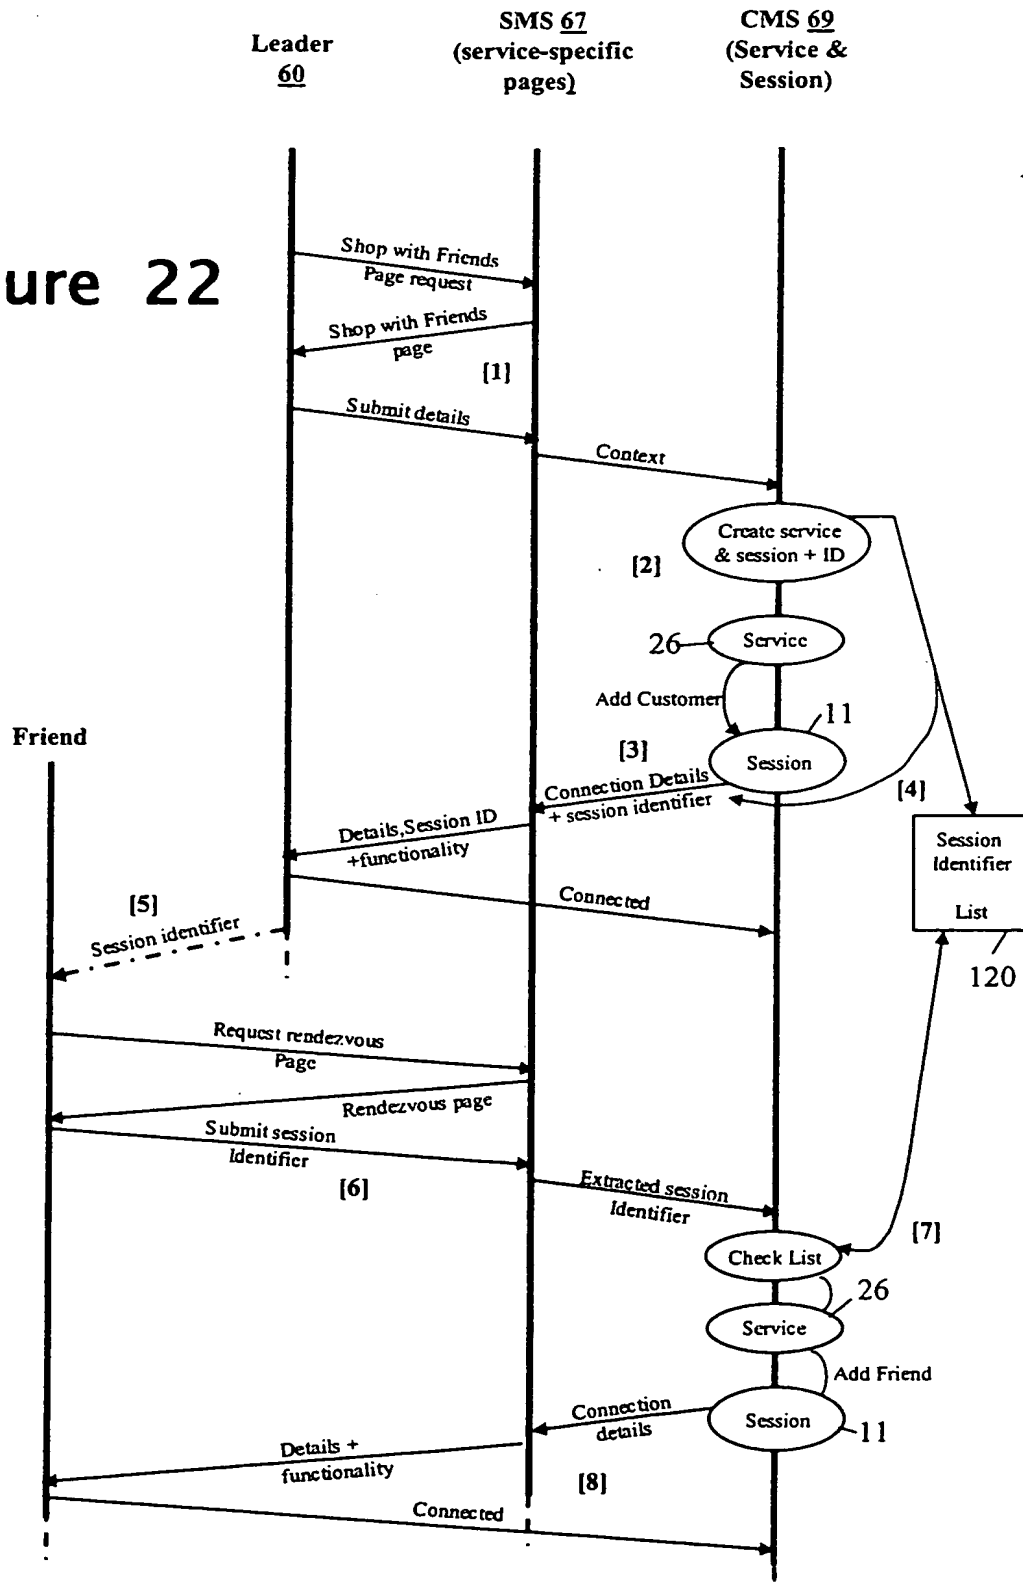 Leader
60
SMS 67
(service-specific
pages)
CMS 69
(Service &
Session)
ure 22
Shop with Friends
Page request
Shop with Friends
page
[1]
Submit details
Context
Create service
& session + ID
[2]
26
Service
Add Customer
11
Friend
[3]
Session
Connection Details
+ session identifier
[4]
Details,Session ID
+functionality
Session
Identifier
List
Connected
[5]
Session identifier
120
Request rendezvous
Page
Rendezvous page
Submit session
Identifier
[6]
Extracted session
Identifier
[7]
Check List
26
Service
Add Friend
Connection
details
Session
11
Details +
functionality
[8]
Connected